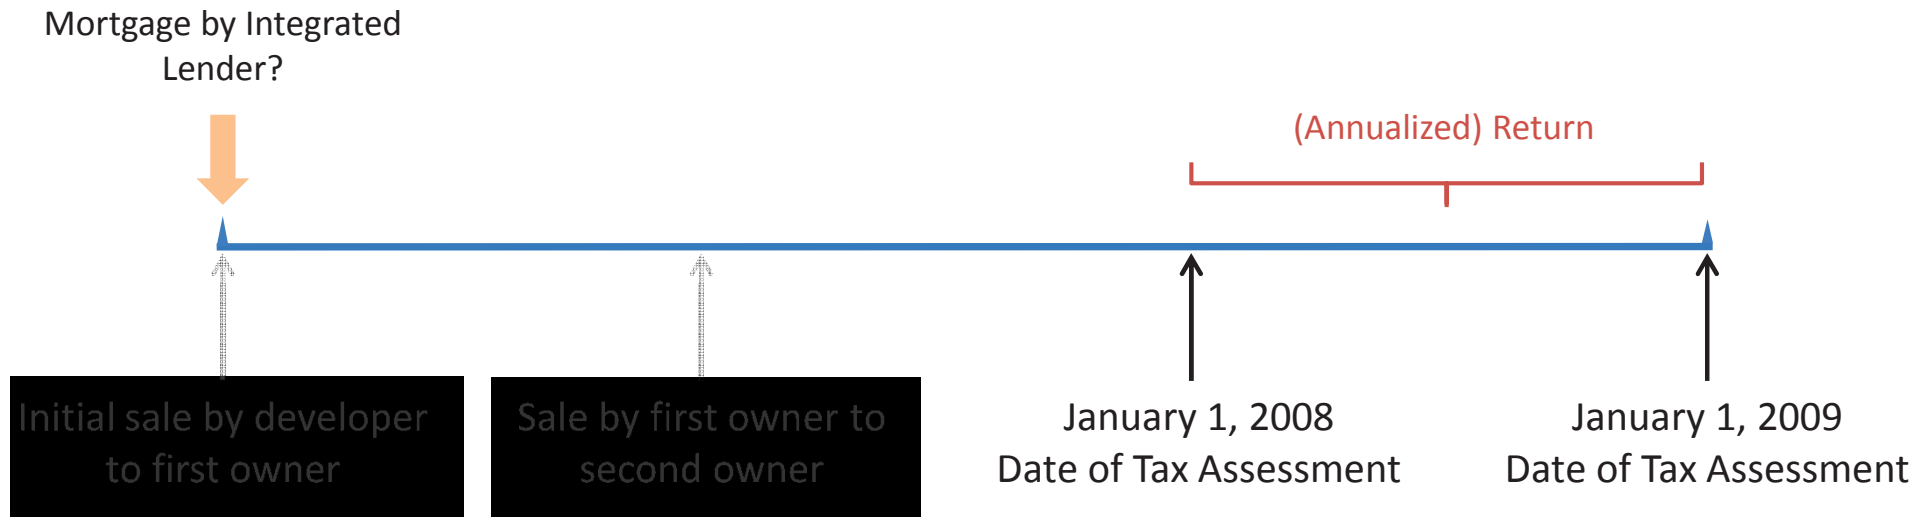 Mortgage by Integrated
Lender?
(Annualized) Return
Initial sale by developer
to first owner
Sale by first owner to
second owner
January 1, 2008
Date of Tax Assessment
January 1, 2009
Date of Tax Assessment